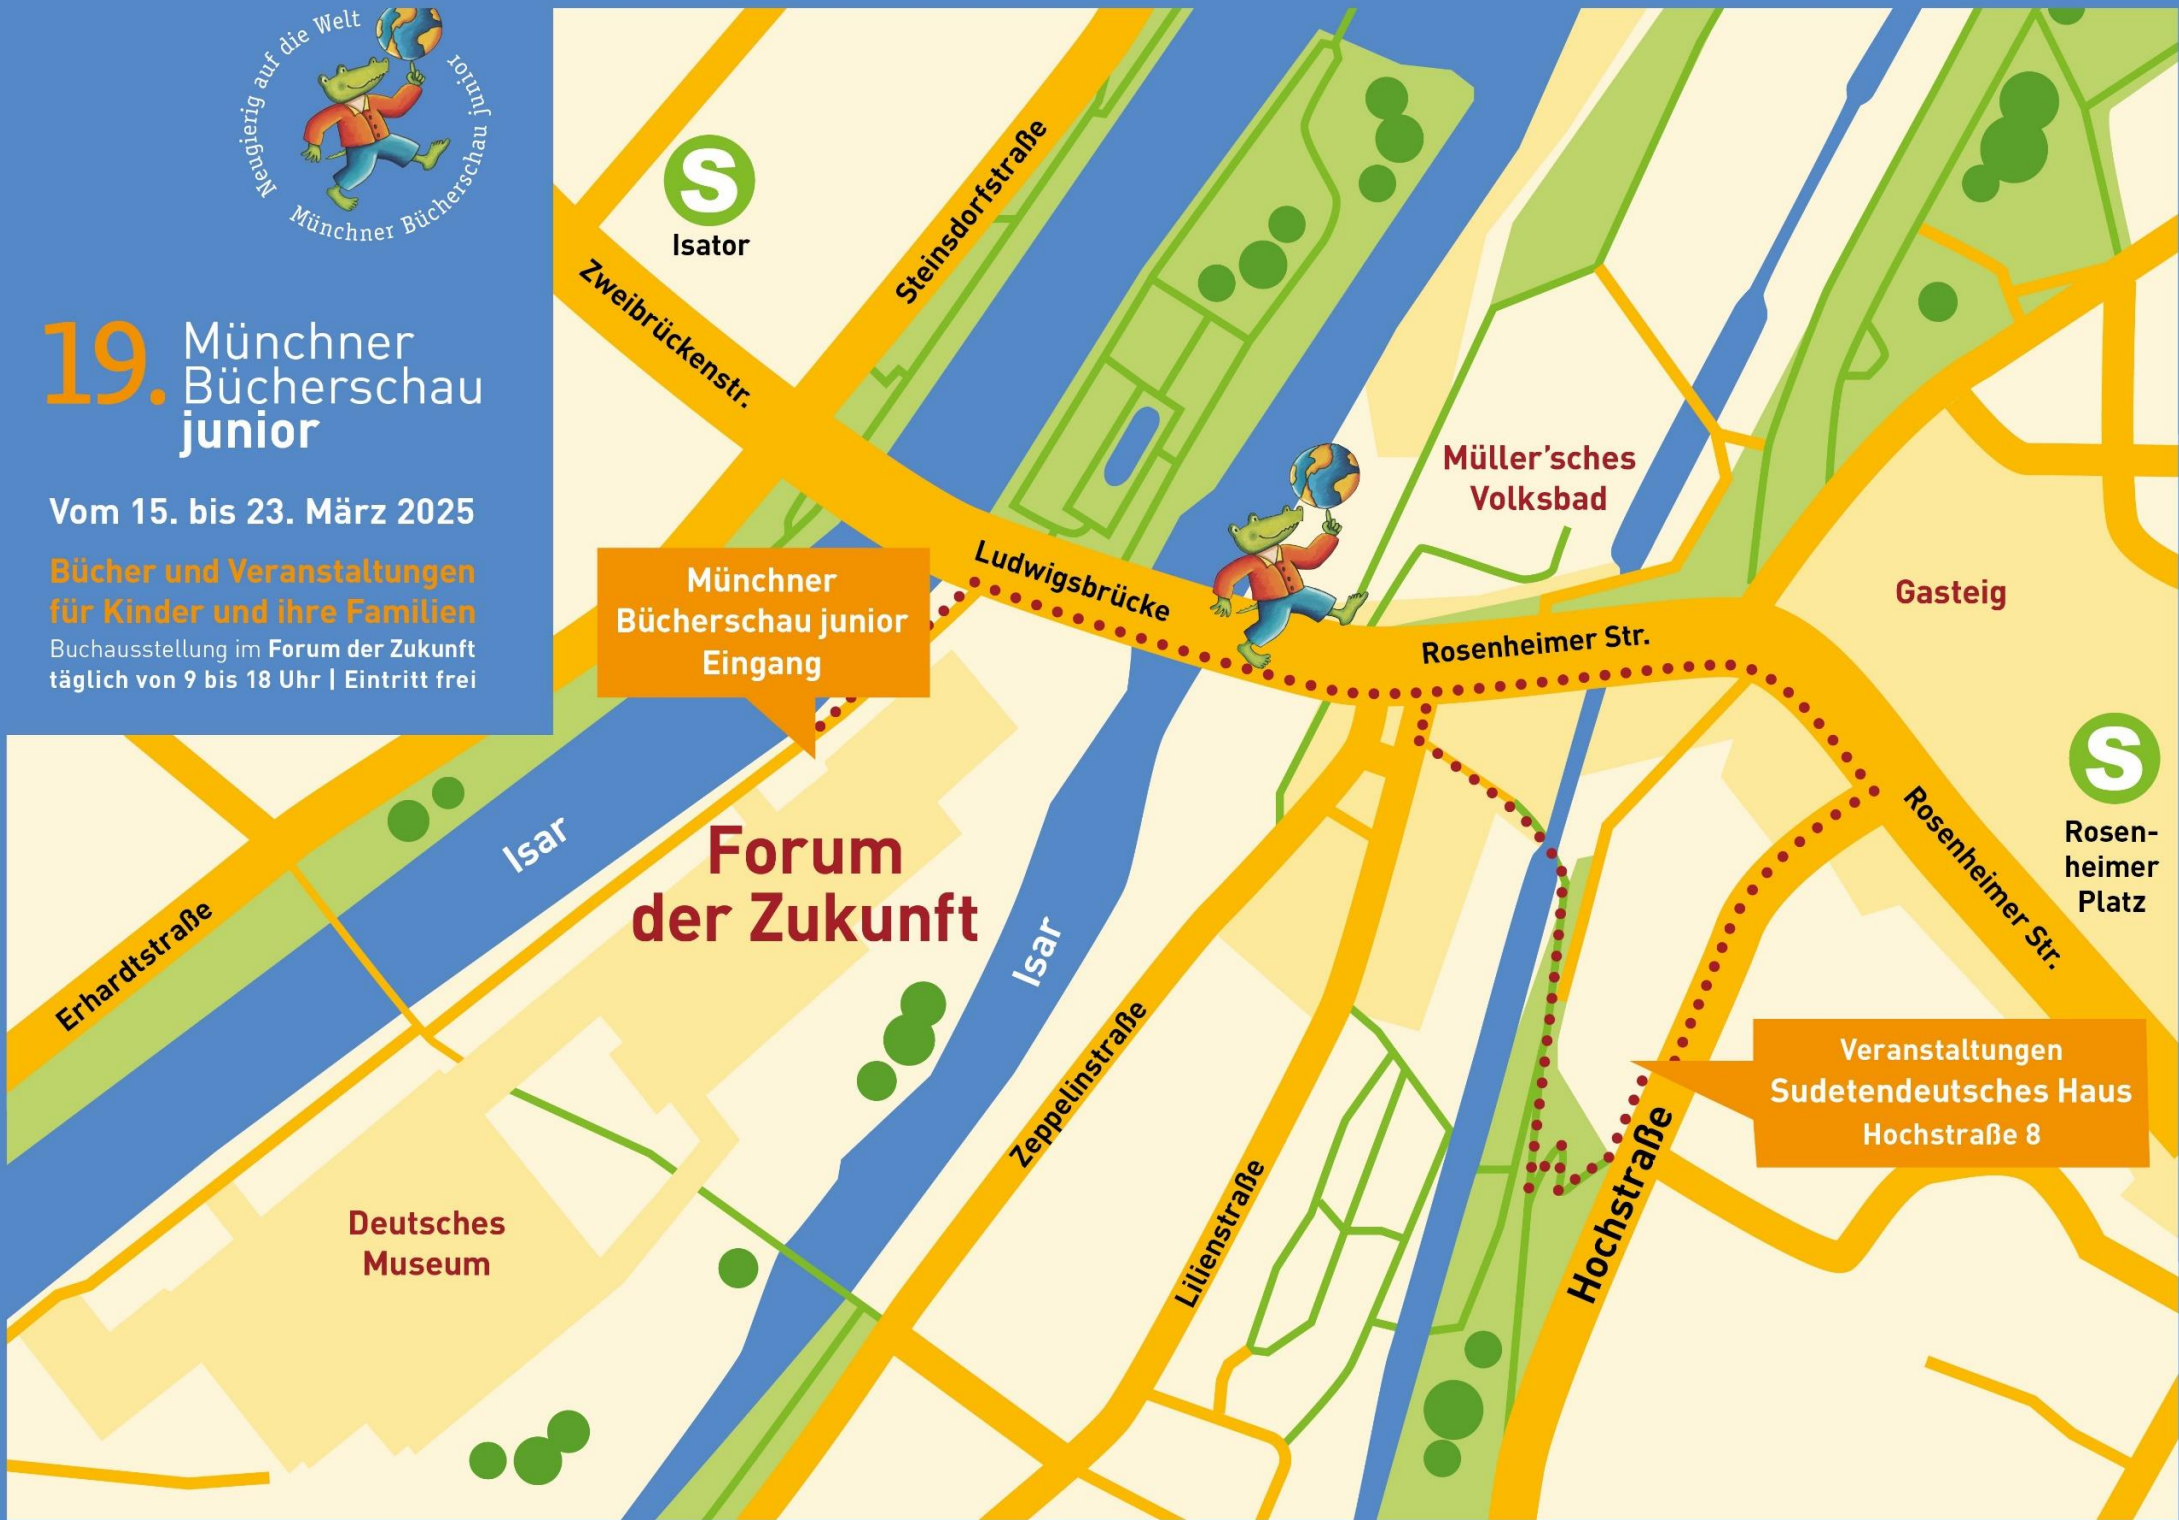 Neugierig auf die Welt
Münchner Bücherschau junior
19. Münchner
Bücherschau
junior
Vom 15. bis 23. März 2025
Bücher und Veranstaltungen
für Kinder und ihre Familien
Buchausstellung im Forum der Zukunft
täglich von 9 bis 18 Uhr | Eintritt frei
S
Isator
Steinsdorfstraße
Zweibrückenstr.
Müller'sches
Volksbad
Ludwigsbrücke
Münchner
Bücherschau junior
Eingang
Rosenheimer Str.
Gasteig
S
Rosen-
heimer
Platz
Rosenheimer Str.
Isar
Forum
der Zukunft
Isar
Erhardtstraße
Zeppelinstraße
Lilienstraße
Hochstraße
Veranstaltungen
Sudetendeutsches Haus
Hochstraße 8
Deutsches
Museum